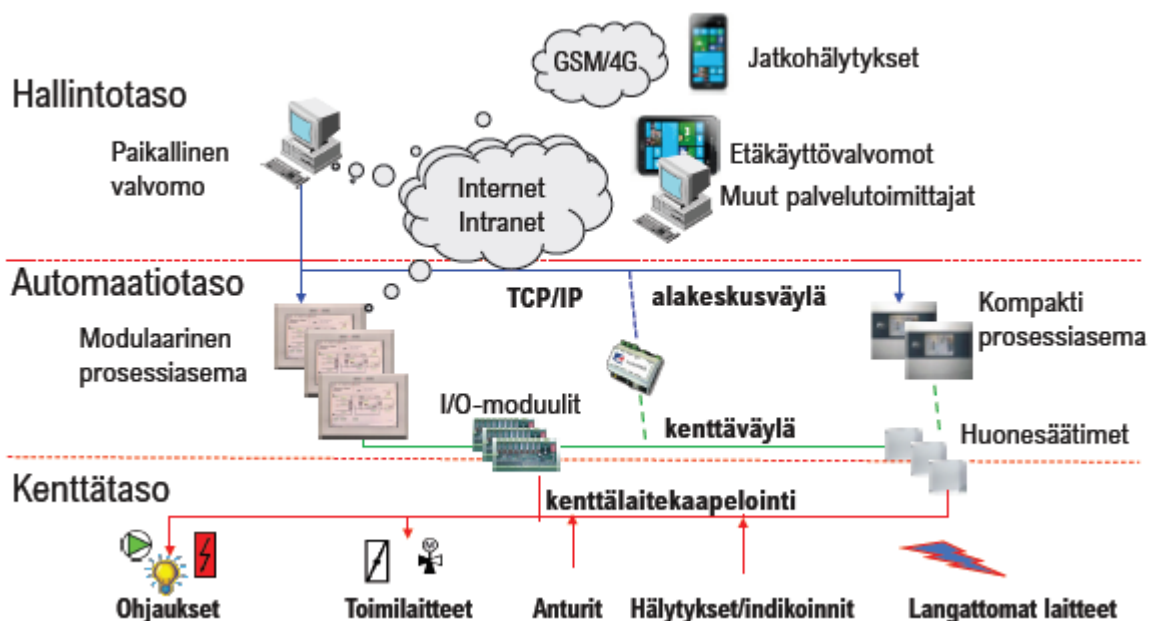 GSM/4G
Jatkohälytykset
Hallintotaso
Paikallinen
valvomo
Internet
Intranet
Etäkäyttövalvomot
Muut palvelutoimittajat
Automaatiotaso
TCP/IP
alakeskusväylä
Modulaarinen
prosessiasema
Kompakti
prosessiasema
I/O-moduulit
kenttäväylä
Huonesäätimet
Kenttätaso
kenttälaitekaapelointi
M
Ohjaukset
Toimilaitteet
Anturit
Hälytykset/indikoinnit
Langattomat laitteet